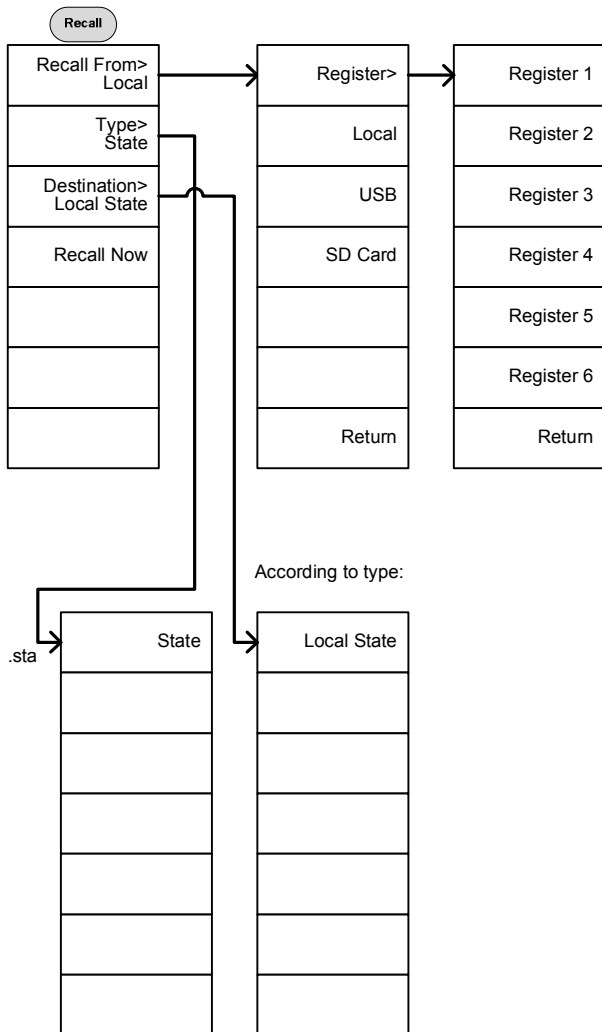 Recall
Recall From>
Local
Type>
State
Destination>
Local State
Recall Now
Register>
Local
USB
SD Card
Return
Register 1
Register 2
Register 3
Register 4
Register 5
Register 6
Return
.sta
State
According to type:
Local State